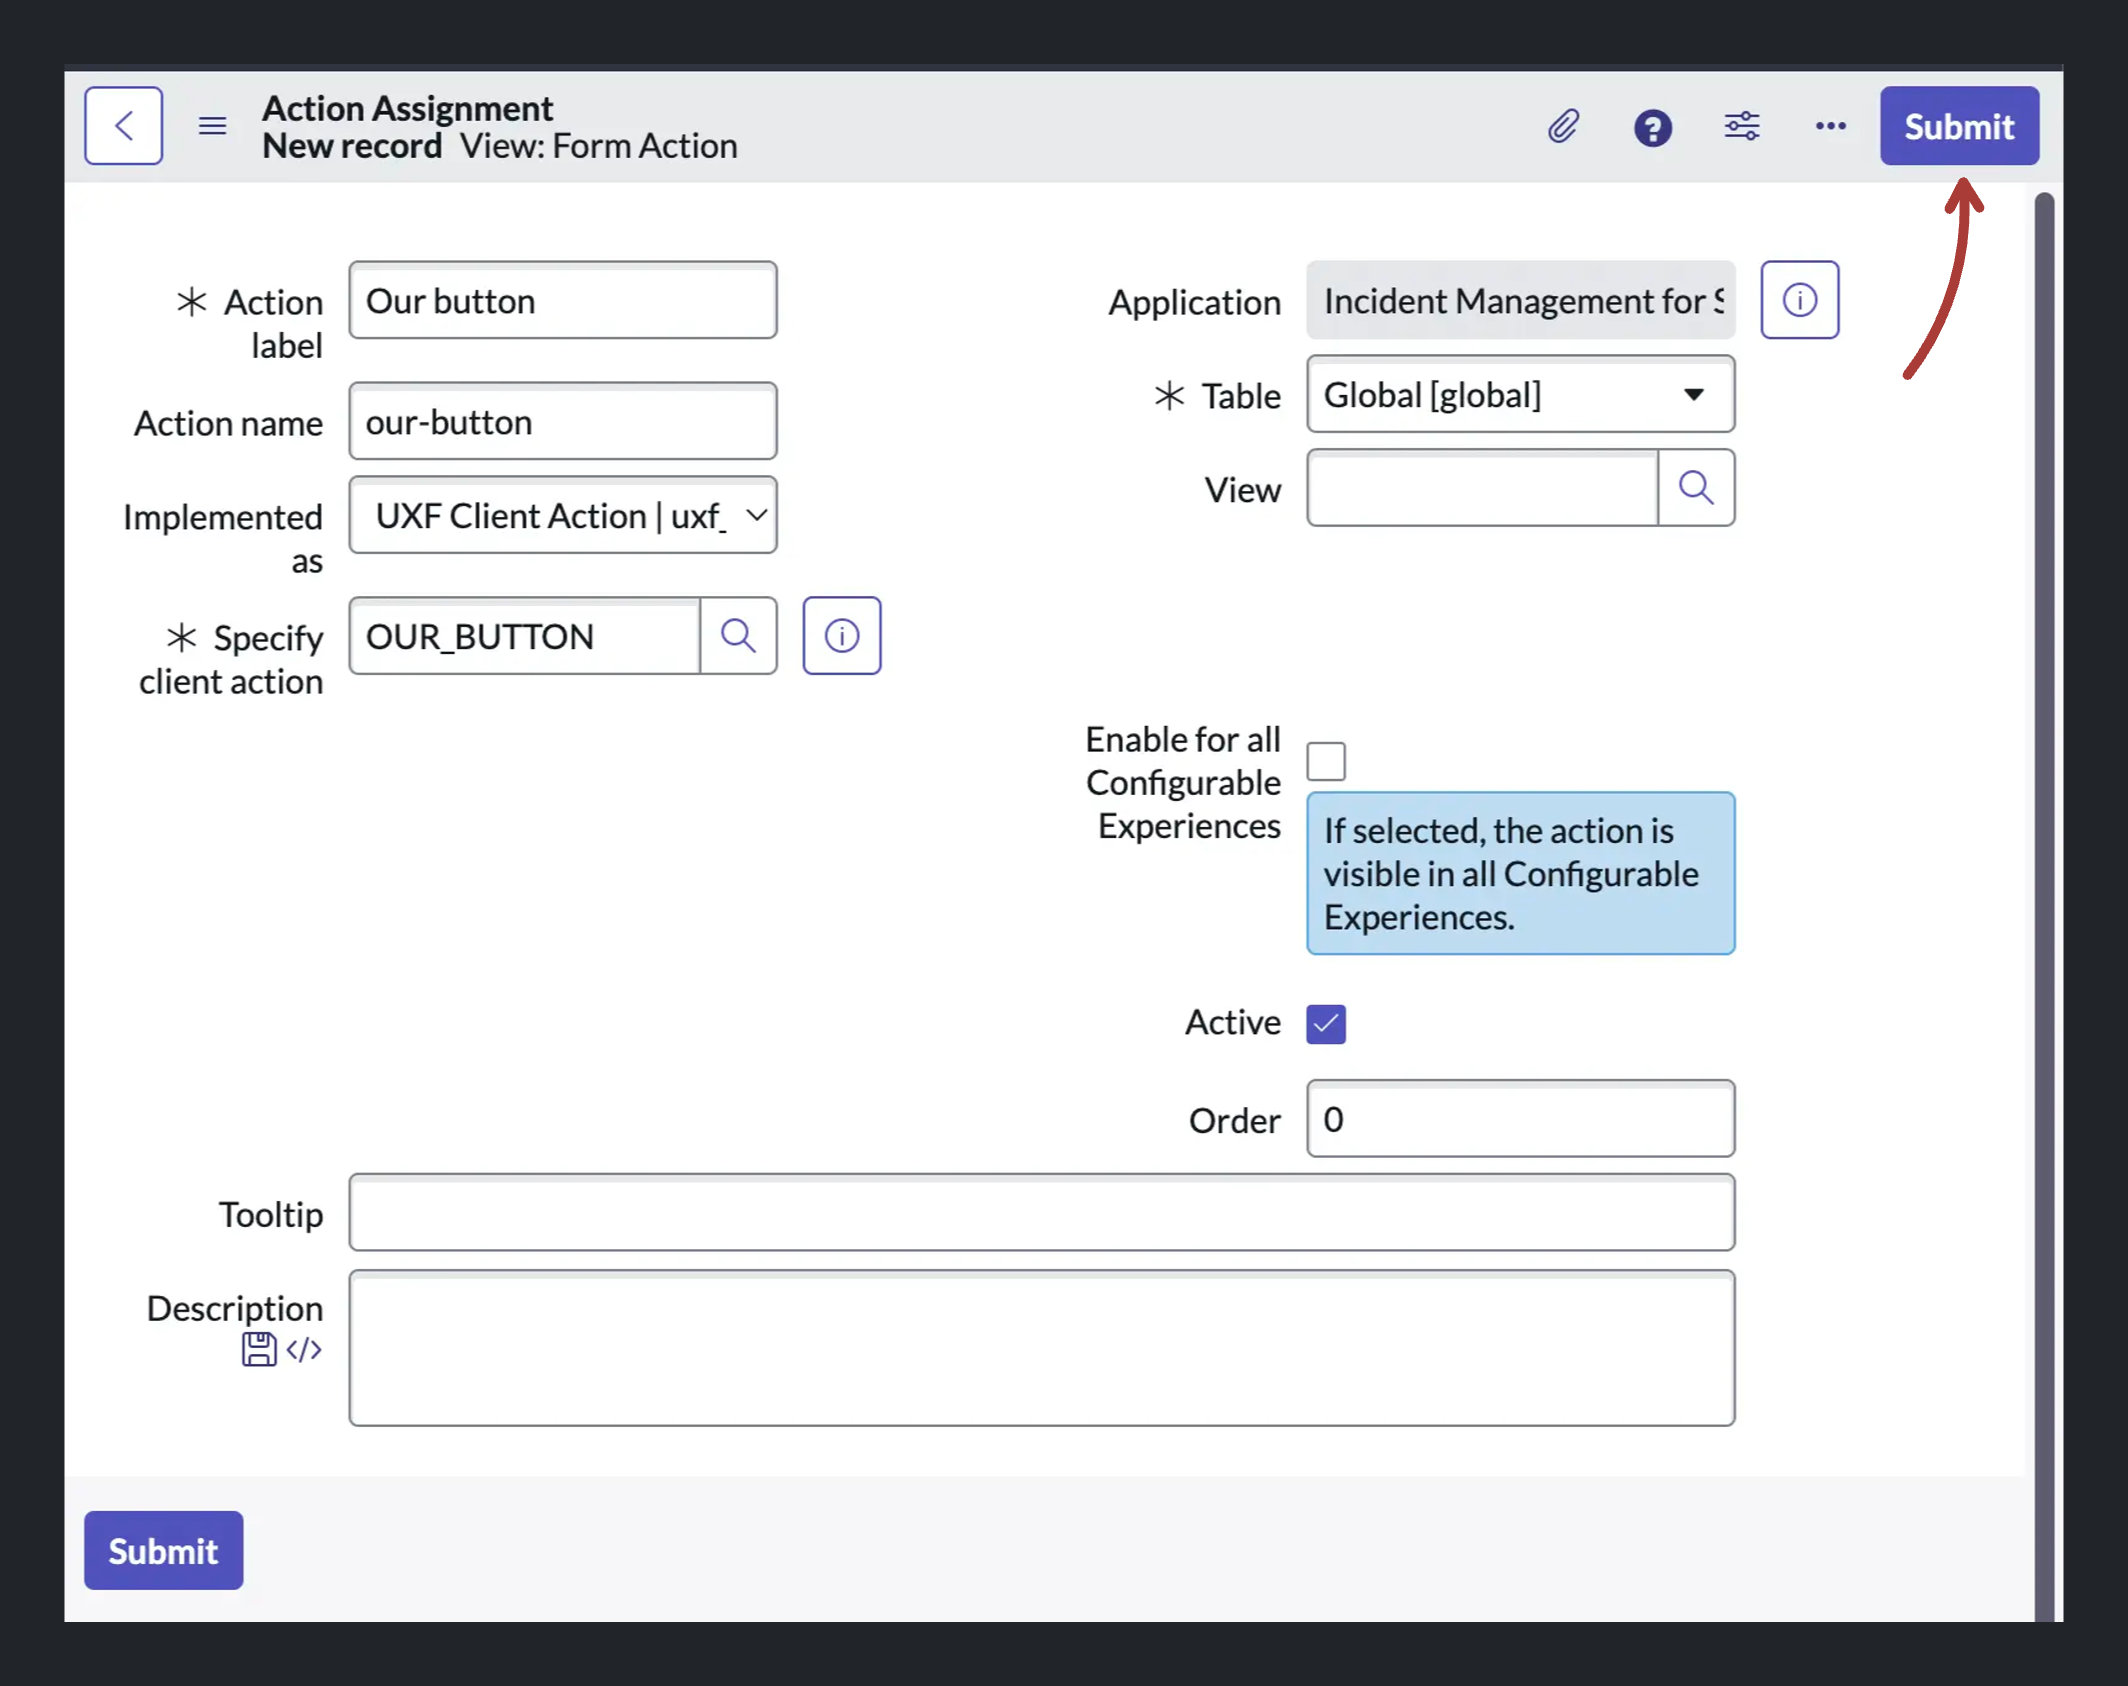 Action Assignment
New record View: Form Action
Submit
Action label
Our button
Action name
our-button
Implemented as
UXF Client Action | uxf_
Specify client action
OUR_BUTTON
Application
Incident Management for S
Table
Global [global]
View
Enable for all
Configurable
Experiences
If selected, the action is
visible in all Configurable
Experiences.
Active
Order
0
Tooltip
Description
Submit